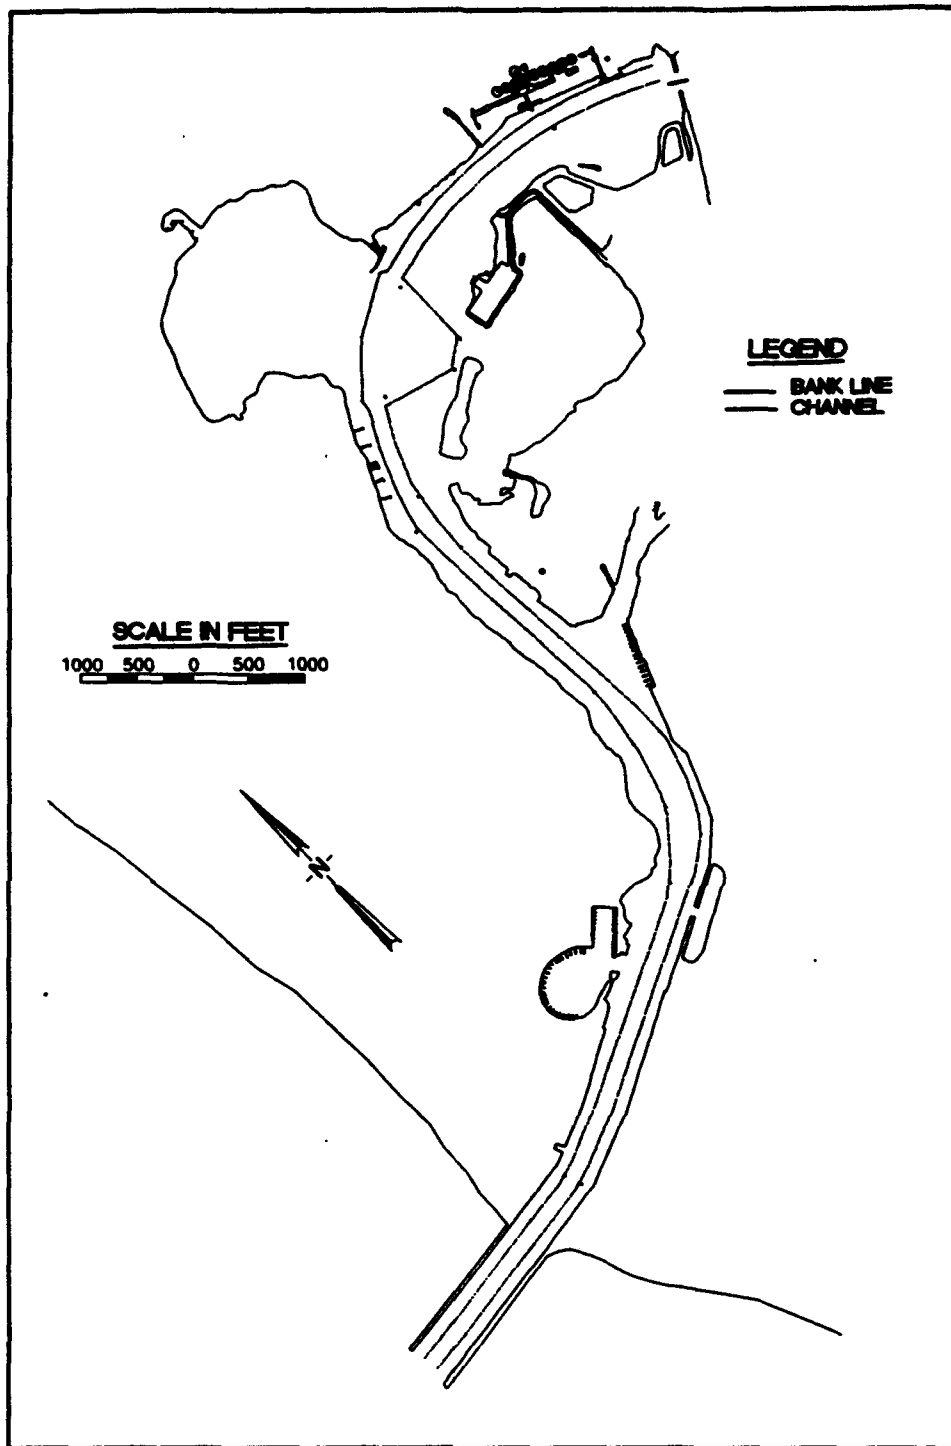 LEGEND
BANK LINE
CHANNEL
SCALE IN FEET
1000 500 0 500 1000
N